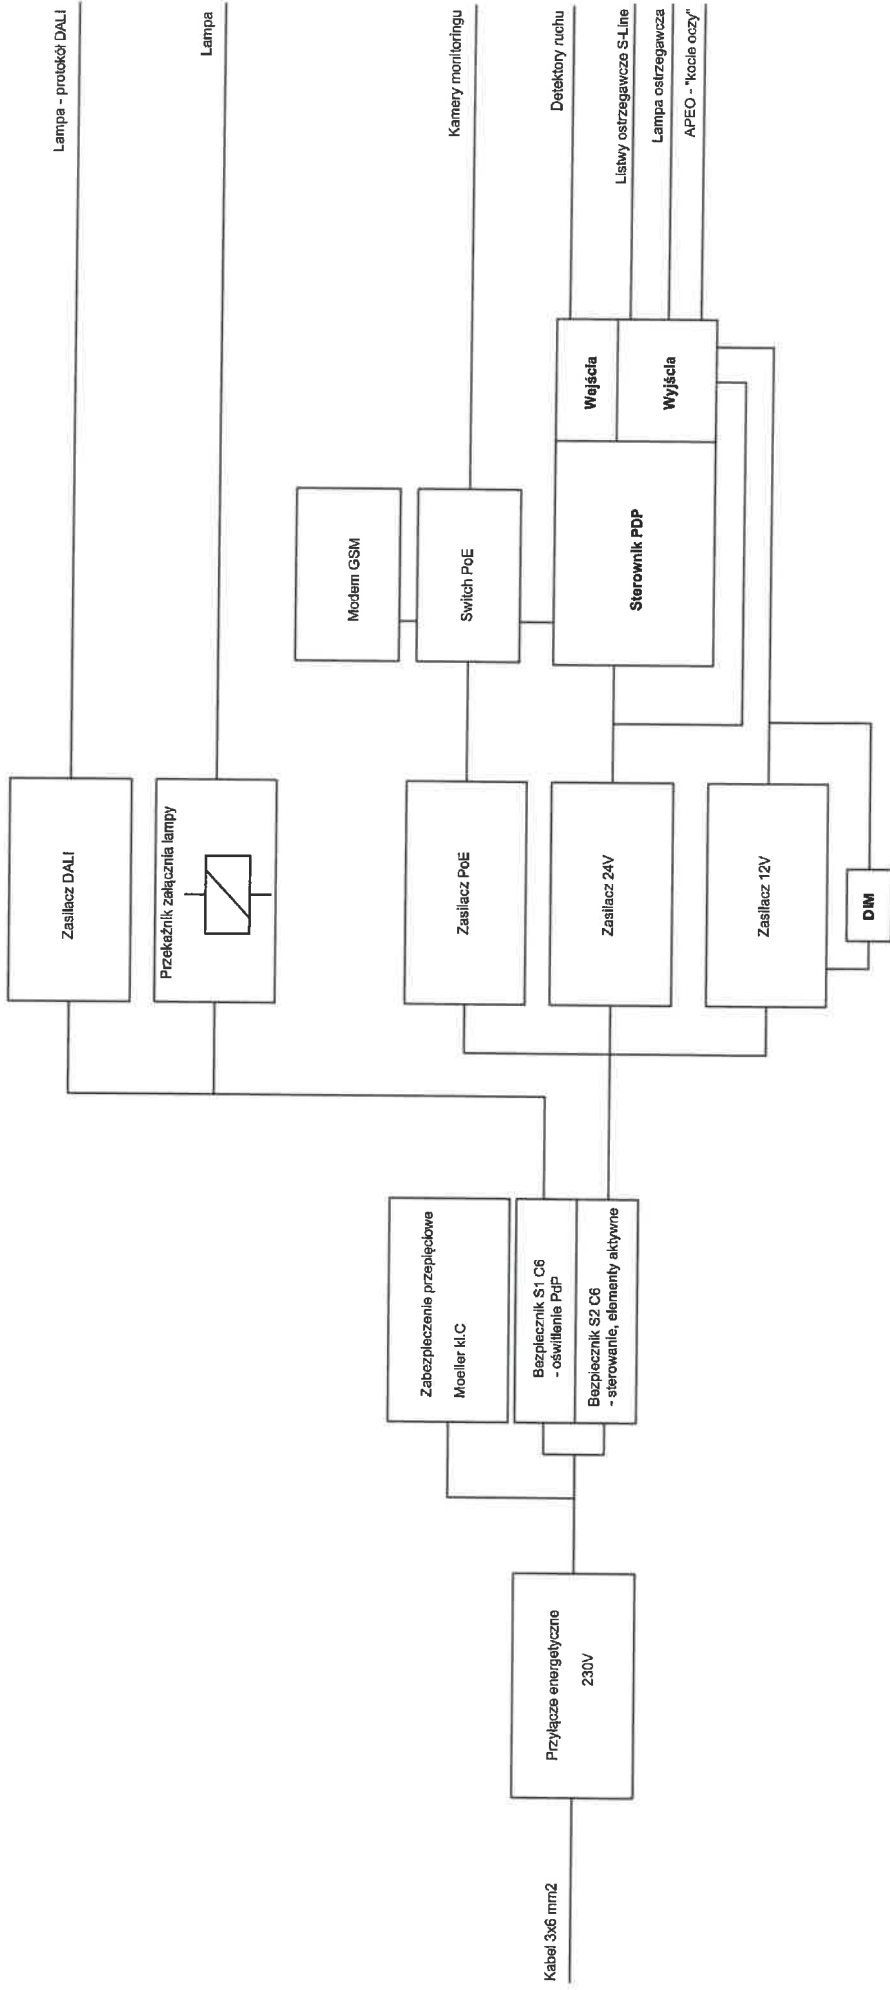 Kabel 3x6 mm2
Przyłącze energetyczne
230V
Zabezpieczenie przepięciowe
Moeller kl.C
Bezpiecznik S1 C6
- oświtlenie PdP
Bezpiecznik S2 C6
- sterowanie, elementy aktywne
Zasilacz DALI
Przekaźnik załącznia lampy
Zasilacz PoE
Zasilacz 24V
Zasilacz 12V
DIM
Modem GSM
Switch PoE
Sterownik PDP
Wejścia
Wyjścia
Lampa - protokół DALI
Lampa
Kamery monitoringu
Detektory ruchu
Listwy ostrzegawcze S-Line
Lampa ostrzegawcza
APEO - "kocie oczy"